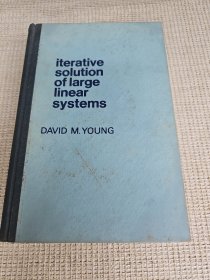 iterative
solution
of large
linear
systems
DAVID M. YOUNG